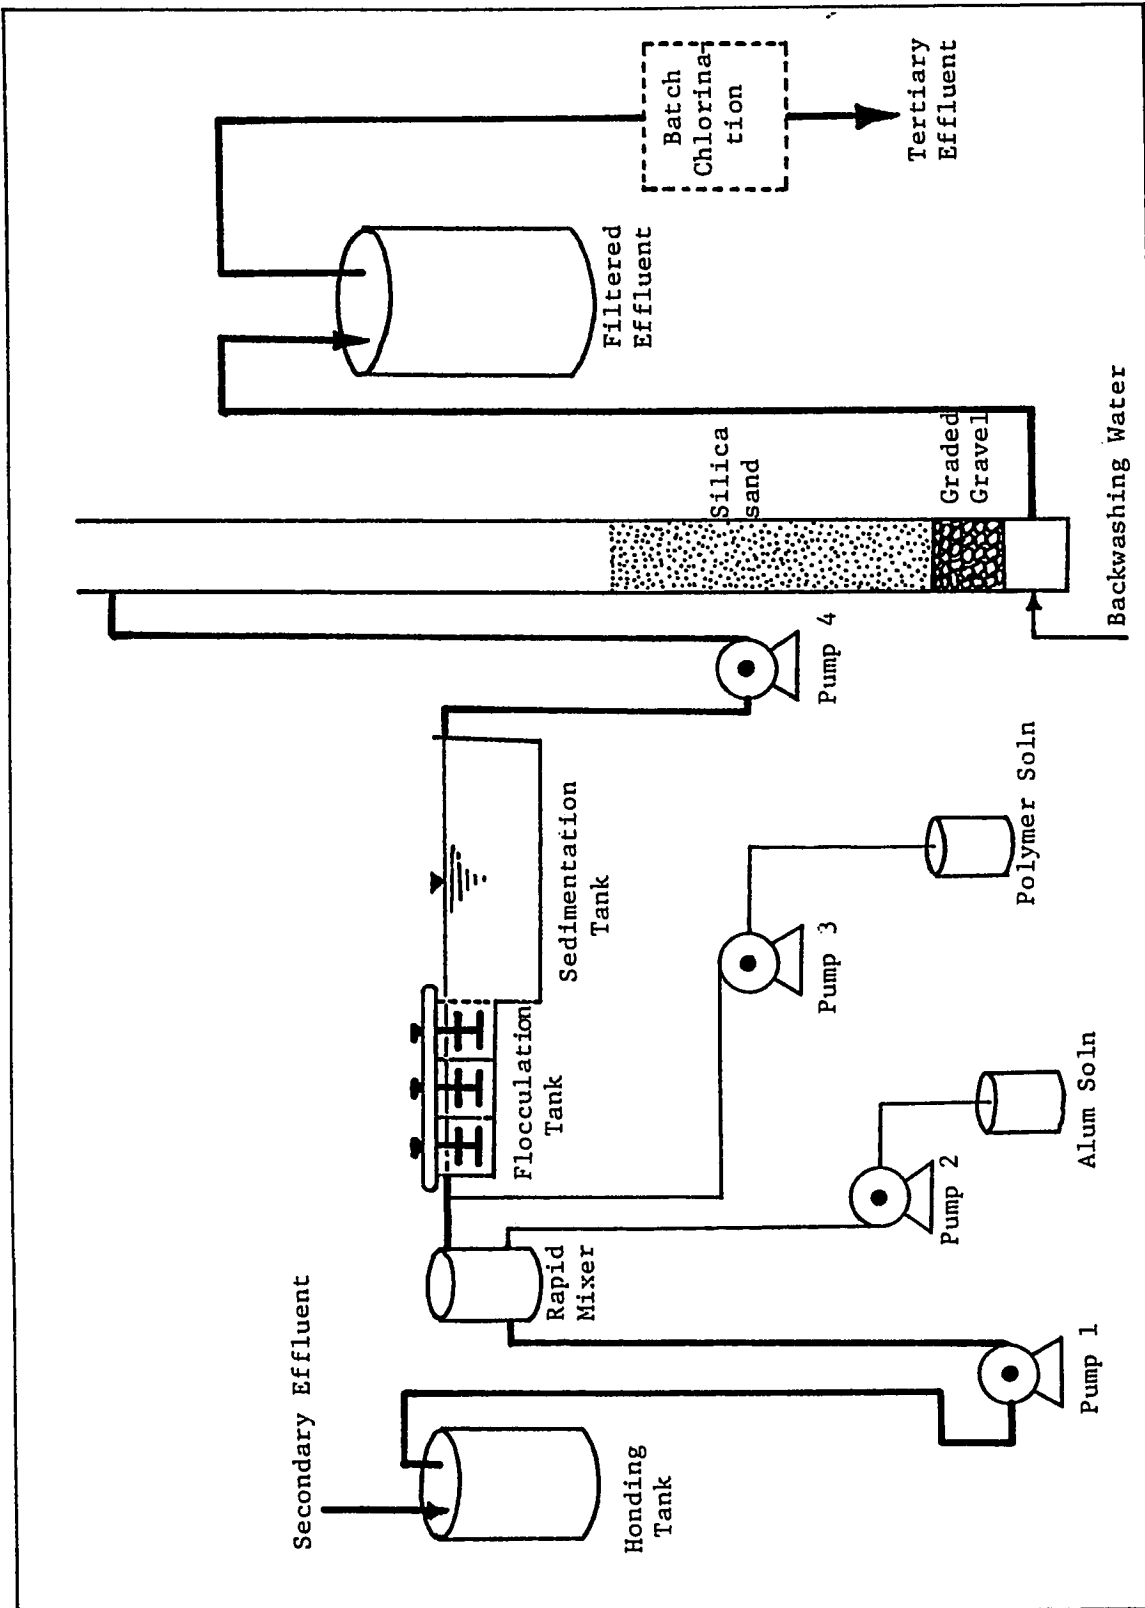 Secondary Effluent
Honding
Tank
Pump 1
Rapid
Mixer
Pump 2
Alum Soln
Flocculation
Tank
Pump 3
Polymer Soln
Sedimentation
Tank
Pump 4
Silica
sand
Graded
Gravel
Backwashing Water
Filtered
Effluent
Batch
Chlorina-
tion
Tertiary
Effluent